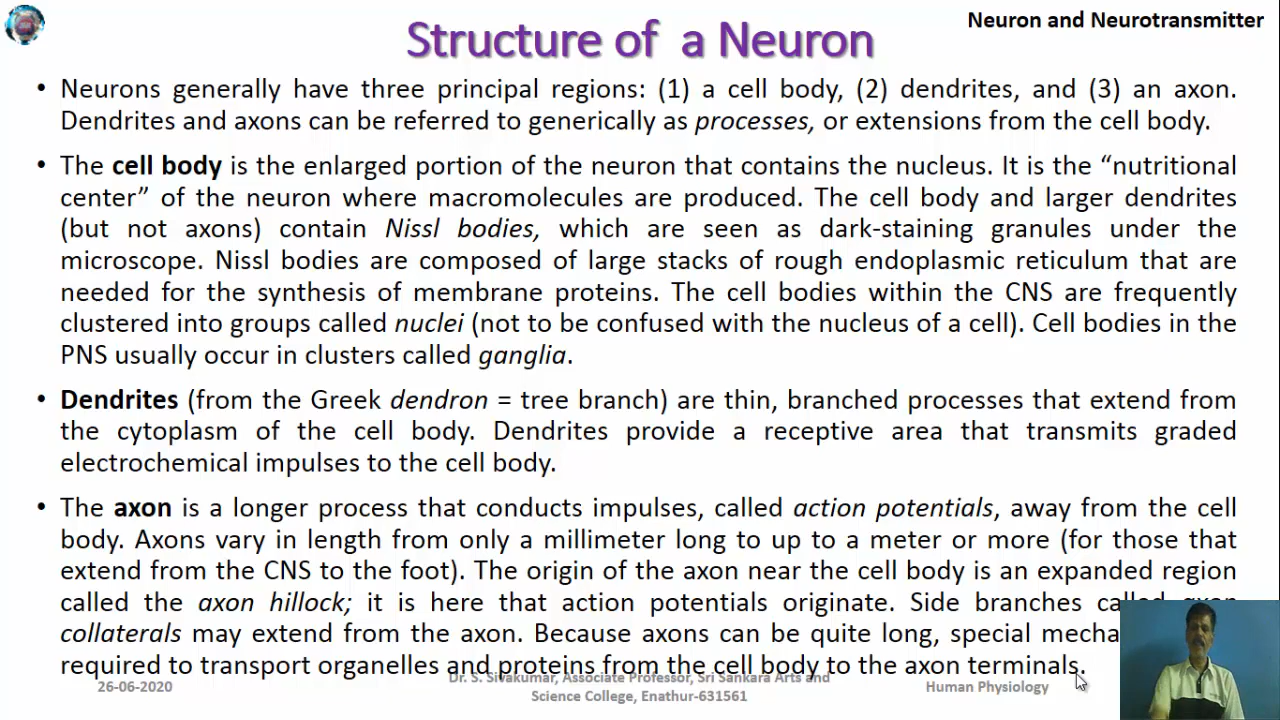 Neuron and Neurotransmitter
Structure of a Neuron
• Neurons generally have three principal regions: (1) a cell body, (2) dendrites, and (3) an axon.
Dendrites and axons can be referred to generically as processes, or extensions from the cell body.
• The cell body is the enlarged portion of the neuron that contains the nucleus. It is the “nutritional
center” of the neuron where macromolecules are produced. The cell body and larger dendrites
(but not axons) contain Nissl bodies, which are seen as dark-staining granules under the
microscope. Nissl bodies are composed of large stacks of rough endoplasmic reticulum that are
needed for the synthesis of membrane proteins. The cell bodies within the CNS are frequently
clustered into groups called nuclei (not to be confused with the nucleus of a cell). Cell bodies in the
PNS usually occur in clusters called ganglia.
• Dendrites (from the Greek dendron = tree branch) are thin, branched processes that extend from
the cytoplasm of the cell body. Dendrites provide a receptive area that transmits graded
electrochemical impulses to the cell body.
• The axon is a longer process that conducts impulses, called action potentials, away from the cell
body. Axons vary in length from only a millimeter long to up to a meter or more (for those that
extend from the CNS to the foot). The origin of the axon near the cell body is an expanded region
called the axon hillock; it is here that action potentials originate. Side branches called axon
collaterals may extend from the axon. Because axons can be quite long, special
required to transport organelles and proteins from the cell body to the axon terminals.
26-06-2020
Dr. S. Sivakumar, Associate Professor, Sri Sankara Arts and
Science College, Enathur-631561
Human Physiology